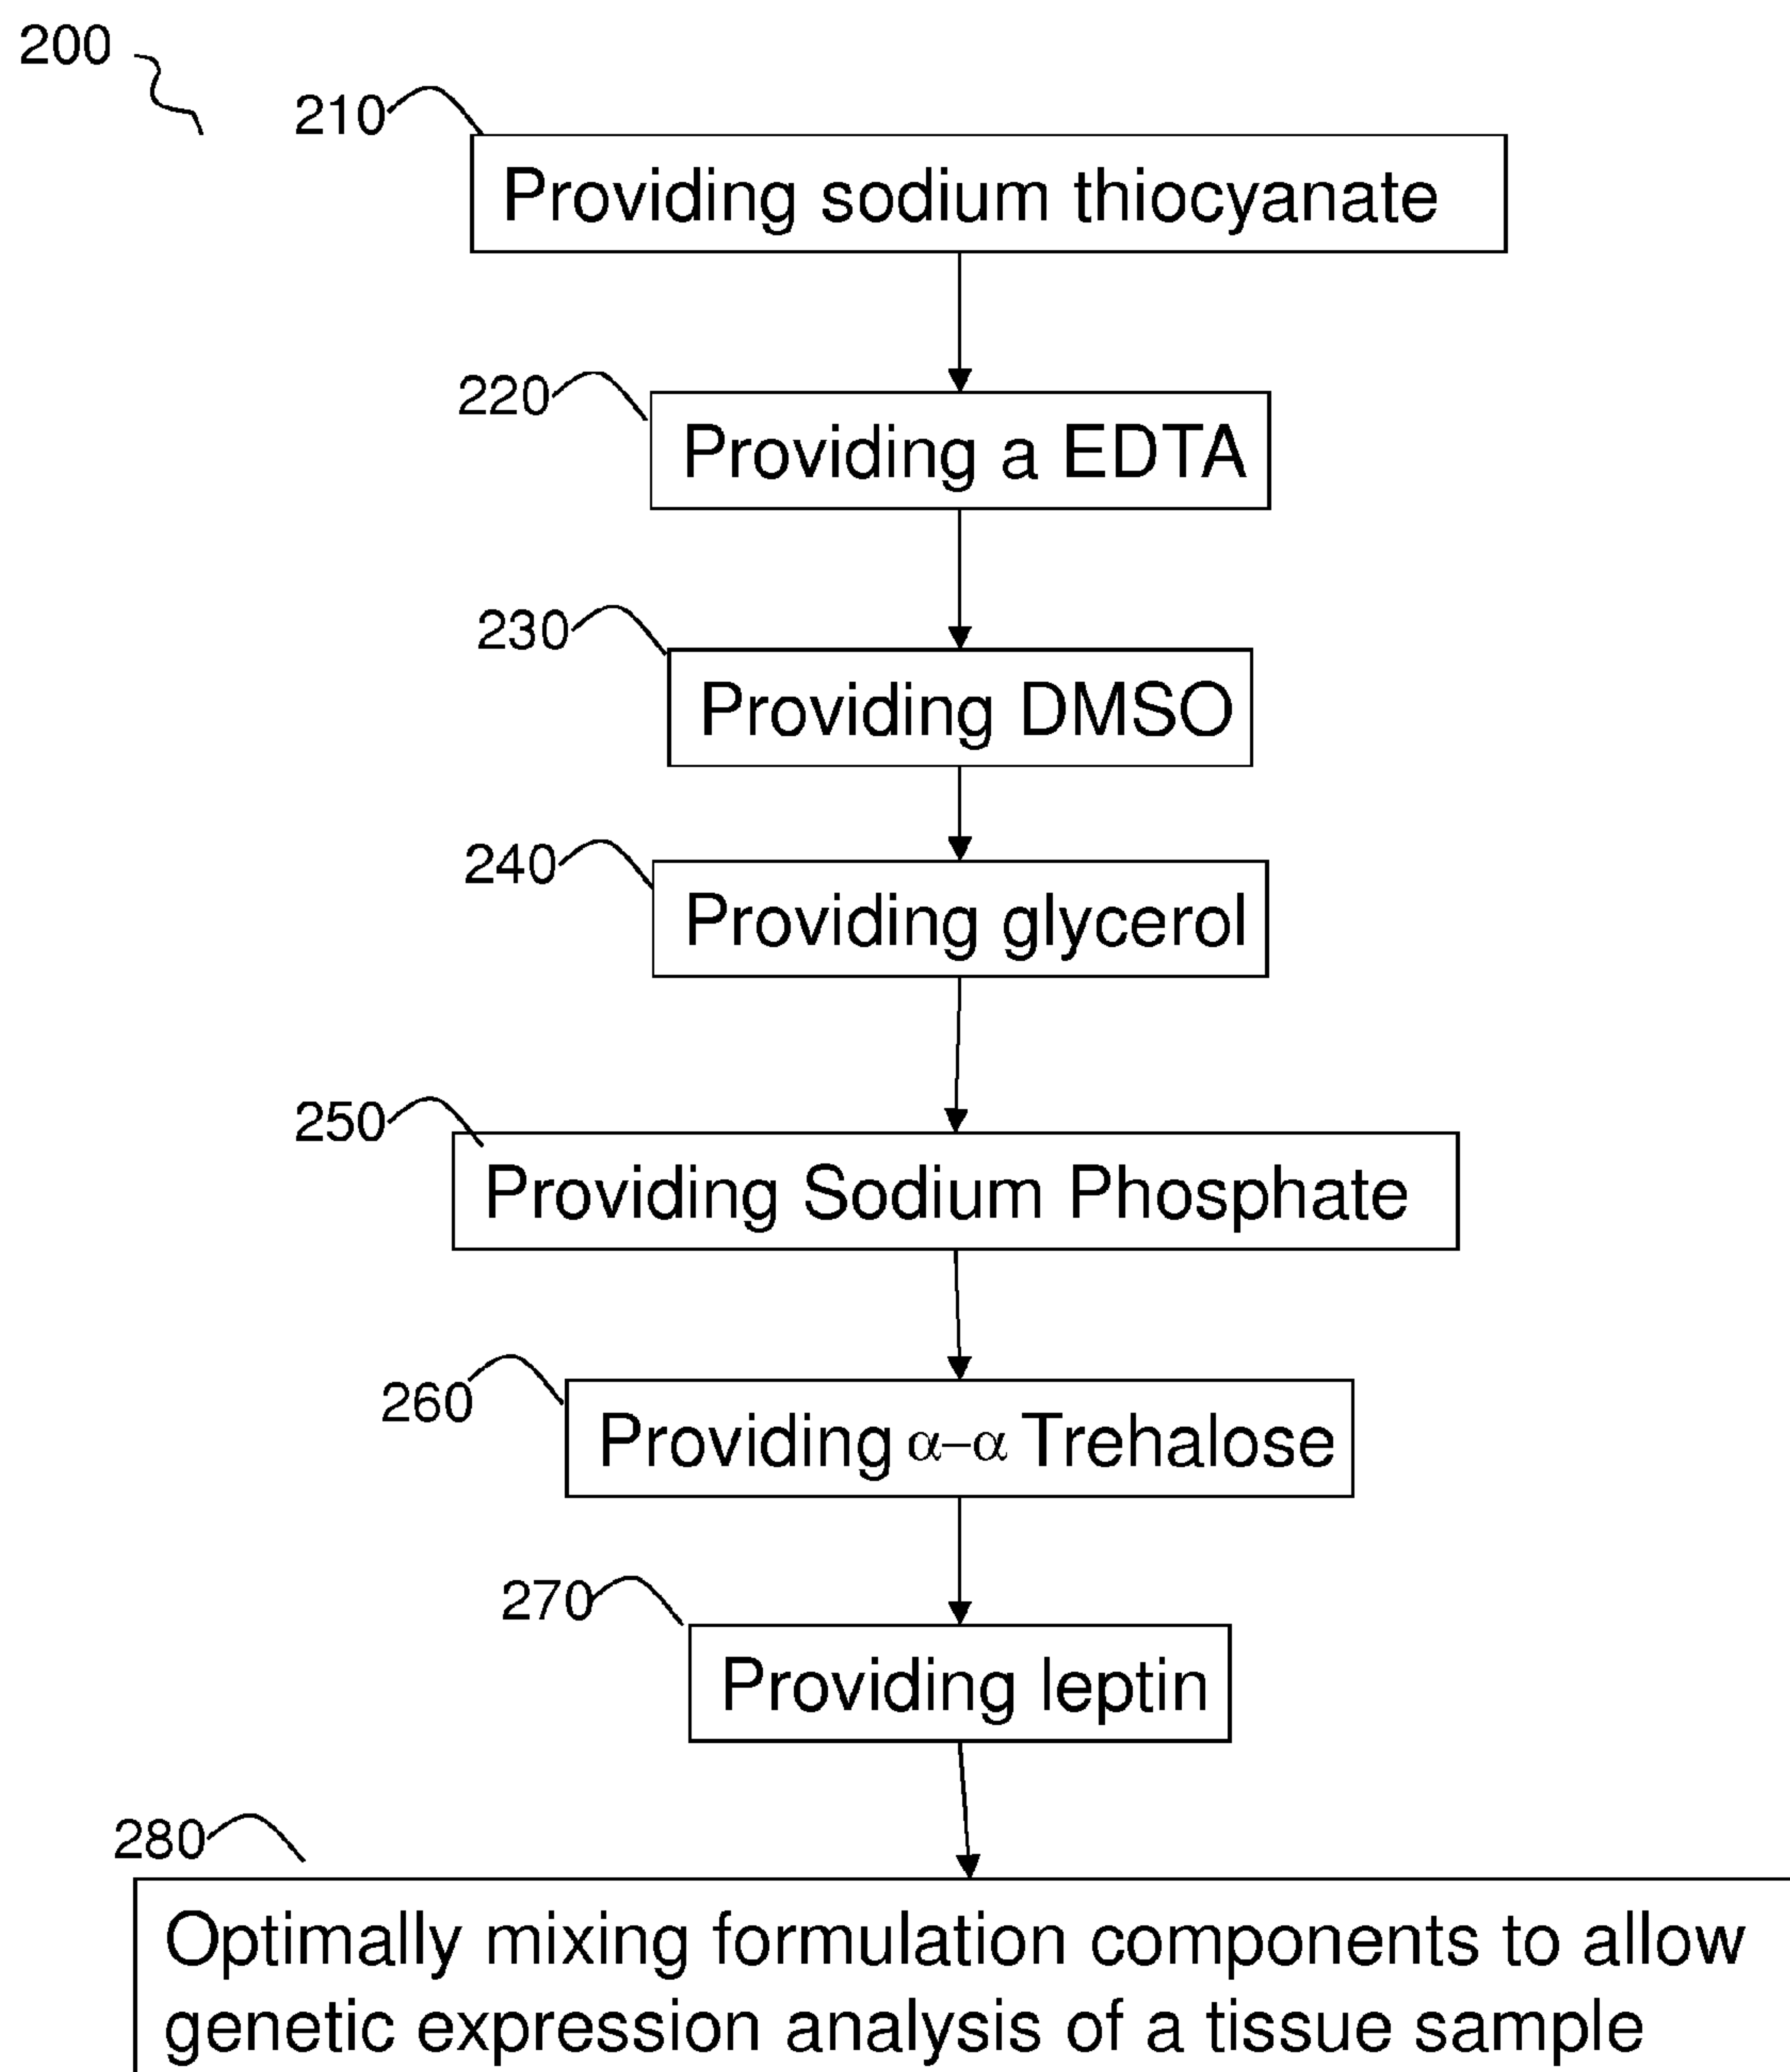 200
210
Providing sodium thiocyanate
220
Providing a EDTA
230
Providing DMSO
240
Providing glycerol
250
Providing Sodium Phosphate
260
Providing α–α Trehalose
270
Providing leptin
280
Optimally mixing formulation components to allow
genetic expression analysis of a tissue sample